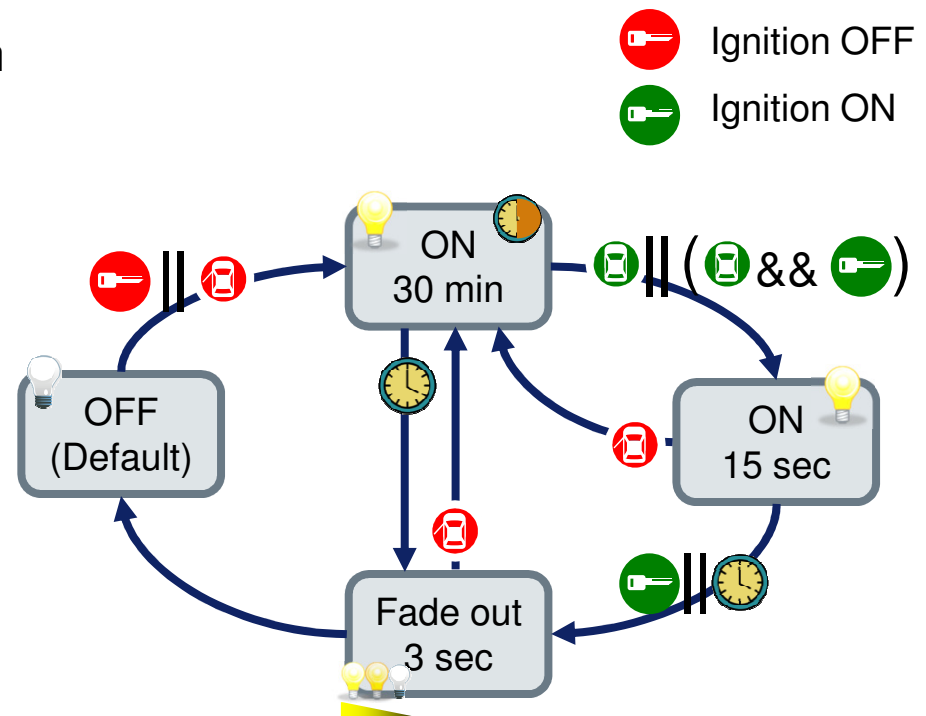 Ignition OFF
Ignition ON
ON
30 min
|| ( && )
||
OFF
(Default)
ON
15 sec
||
Fade out
3 sec